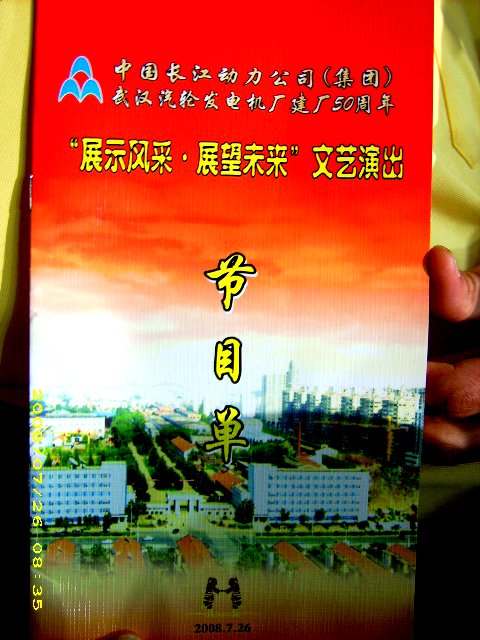 中国长江动力公司(集团)
武汉汽轮发电机厂建厂50周年
“展示风采·展望未来”文艺演出
节
目
单
2008.7.26
2008/07/26 08:35